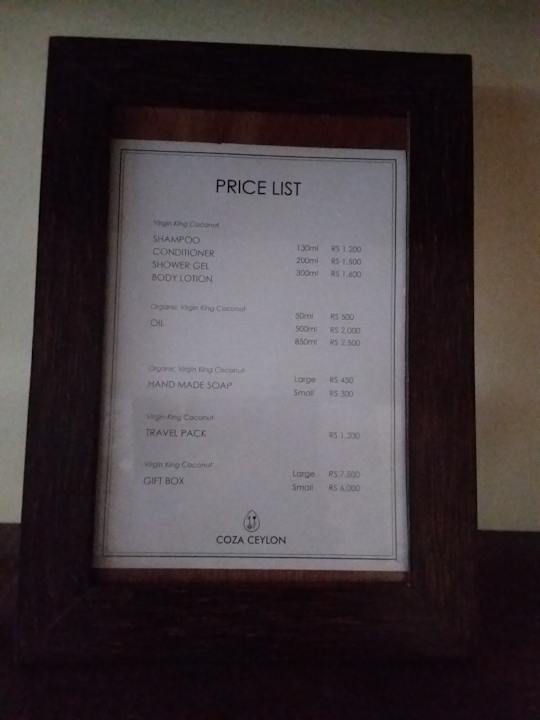 PRICE LIST
Virgin King Coconut
SHAMPOO
CONDITIONER 130ml RS 1,200
SHOWER GEL 200ml RS 1,500
BODY LOTION 300ml RS 1,600
Organic, Virgin King Coconut
OIL 50ml RS 500
500ml RS 2,000
850ml RS 2,500
Organic, Virgin King Coconut
HAND MADE SOAP Large RS 450
Small RS 300
Virgin King Coconut
TRAVEL PACK RS 1,200
Virgin King Coconut
GIFT BOX Large RS 7,500
Small RS 6,000
COZA CEYLON